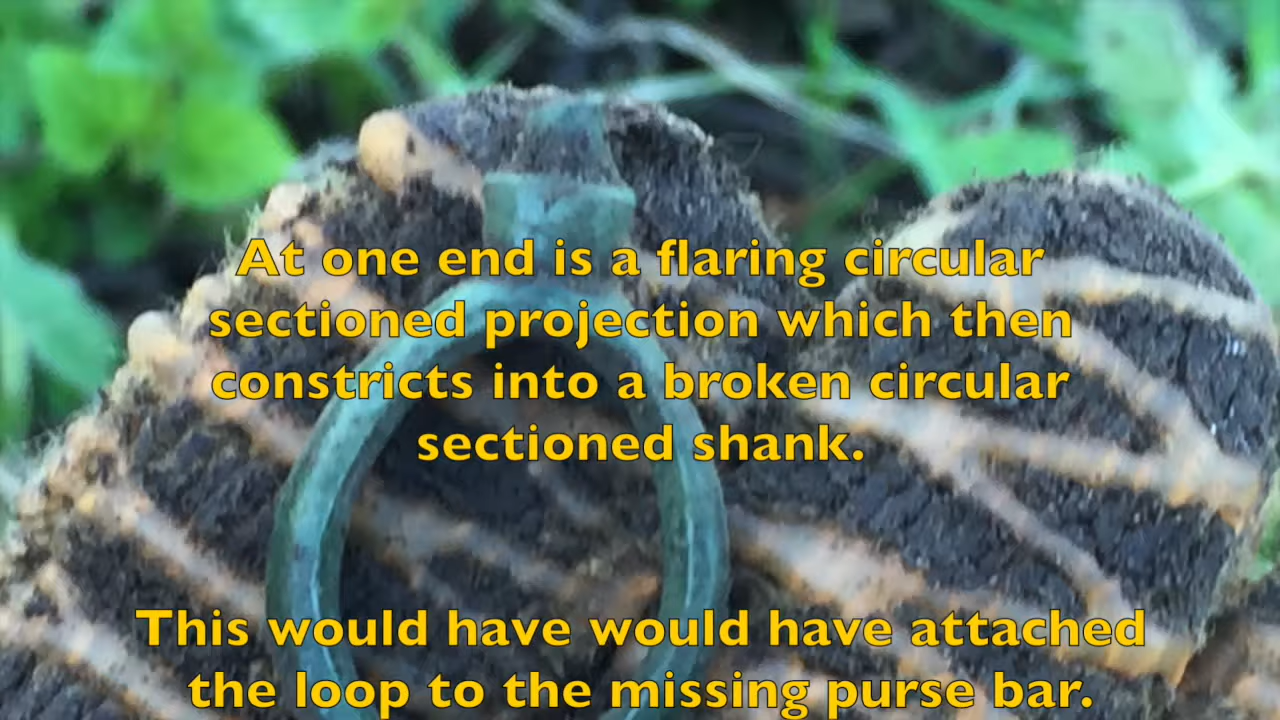 At one end is a flaring circular
sectioned projection which then
constricts into a broken circular
sectioned shank.
This would have would have attached
the loop to the missing purse bar.